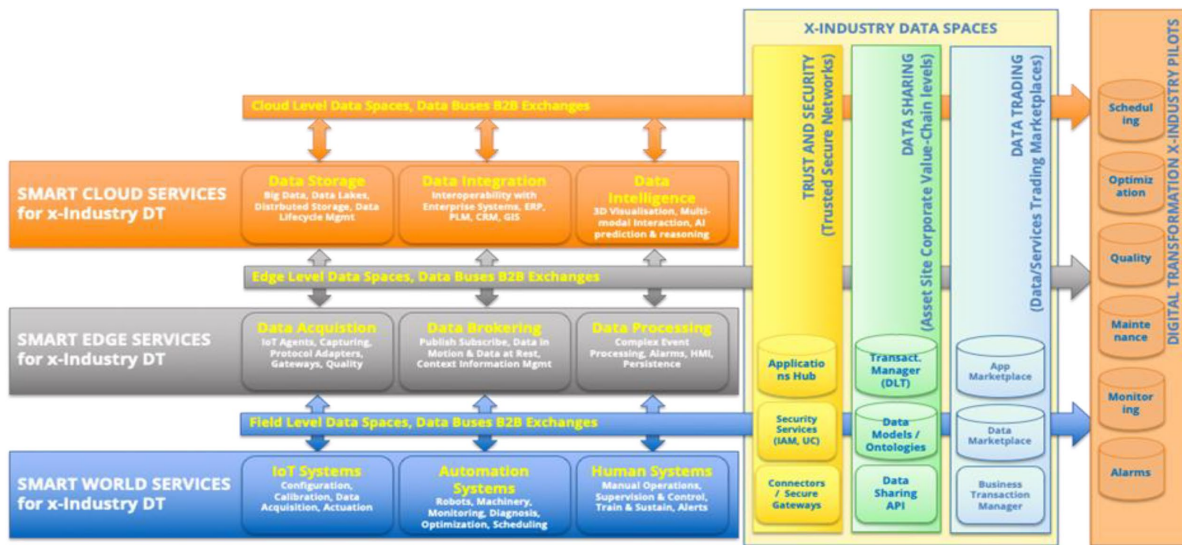 X-INDUSTRY DATA SPACES
TRUST AND SECURITY
(Trusted Secure Networks)
DATA SHARING
(Asset Site Corporate Value-Chain levels)
DATA TRADING
(Data/Services Trading Marketplaces)
DIGITAL TRANSFORMATION X-INDUSTRY PILOTS
Cloud Level Data Spaces, Data Buses B2B Exchanges
SMART CLOUD SERVICES
for x-Industry DT
Data Storage
Big Data, Data Lakes,
Distrbuted Storage, Data
Lifecycle Mgmt
Data Integration
Interoperability with
Enterprise Systems, ERP,
PLM, CRM, GIS
Data
Intelligence
3D Visualisation, Multi-
modal Interaction, AI
prediction & reasoning
Edge Level Data Spaces, Data Buses B2B Exchanges
SMART EDGE SERVICES
for x-Industry DT
Data Acquistion
IoT Agents, Capturing,
Protocol Adapters,
Gateways, Quality
Data Brokering
Publish Subscribe, Data in
Motion & Data at Rest,
Context Information Mgmt
Data Processing
Complex Event
Processing, Alarms, HMI,
Persistence
Field Level Data Spaces, Data Buses B2B Exchanges
SMART WORLD SERVICES
for x-Industry DT
IoT Systems
Configuration,
Calibration, Data
Acquisition, Actuation
Automation
Systems
Robots, Machinery,
Monitoring, Diagnosis,
Optimization, Scheduling
Human Systems
Manual Operations,
Supervision & Control,
Train & Sustain, Alerts
Applicatio
ns Hub
Security
Services
(IAM, UC)
Connectors
/ Secure
Gateways
Transact.
Manager
(DLT)
Data
Models /
Ontologies
Data
Sharing
API
App
Marketplace
Data
Marketplace
Business
Transaction
Manager
Schedul
ing
Optimiz
ation
Quality
Mainte
nance
Monitor
ing
Alarms